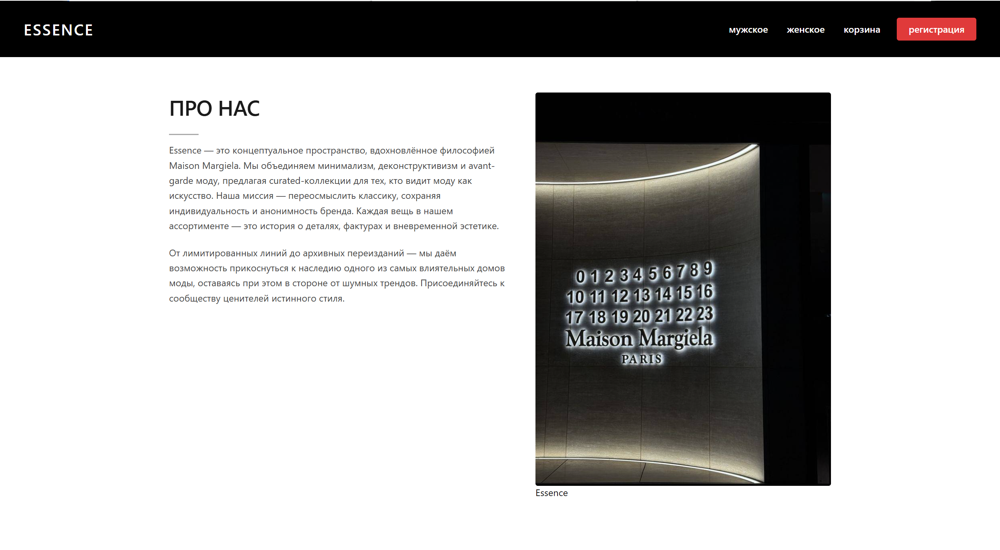 ESSENCE
мужское
женское
корзина
регистрация
ПРО НАС
Essence — это концептуальное пространство, вдохновлённое философией
Maison Margiela. Мы объединяем минимализм, деконструктивизм и avant-
garde моду, предлагая curated-коллекции для тех, кто видит моду как
искусство. Наша миссия — переосмыслить классику, сохраняя
индивидуальность и анонимность бренда. Каждая вещь в нашем
ассортименте — это история о деталях, фактурах и вневременной эстетике.
От лимитированных линий до архивных переизданий — мы даём
возможность прикоснуться к наследию одного из самых влиятельных домов
моды, оставаясь при этом в стороне от шумных трендов. Присоединяйтесь к
сообществу ценителей истинного стиля.
0 1 2 3 4 5 6 7 8 9
10 11 12 13 14 15 16
17 18 19 20 21 22 23
Maison Margiela
PARIS
Essence